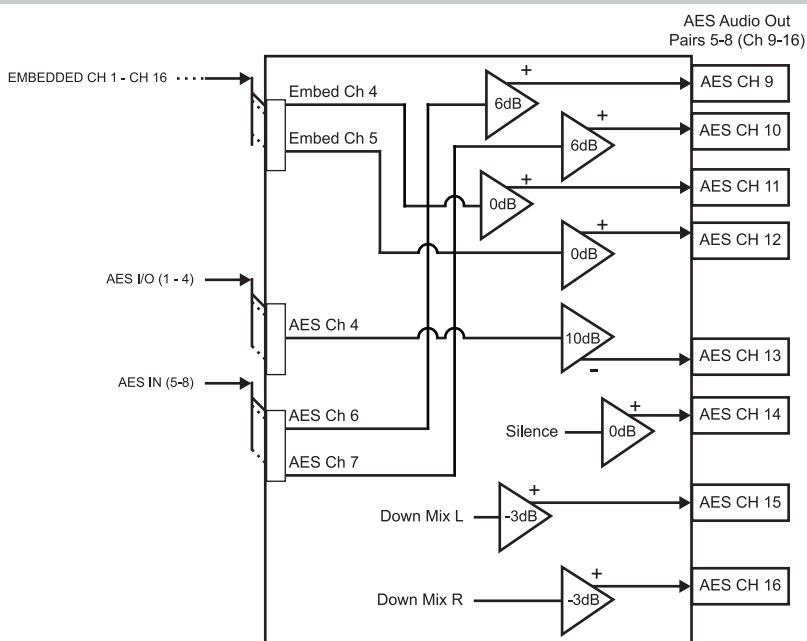 AES Audio Out
Pairs 5-8 (Ch 9-16)
EMBEDDED CH 1 - CH 16
Embed Ch 4
+
6dB
AES CH 9
Embed Ch 5
+
6dB
AES CH 10
+
0dB
AES CH 11
+
0dB
AES CH 12
AES I/O (1 - 4)
AES Ch 4
10dB
-
AES CH 13
AES IN (5-8)
AES Ch 6
Silence
+
0dB
AES CH 14
AES Ch 7
Down Mix L
+
-3dB
AES CH 15
Down Mix R
+
-3dB
AES CH 16